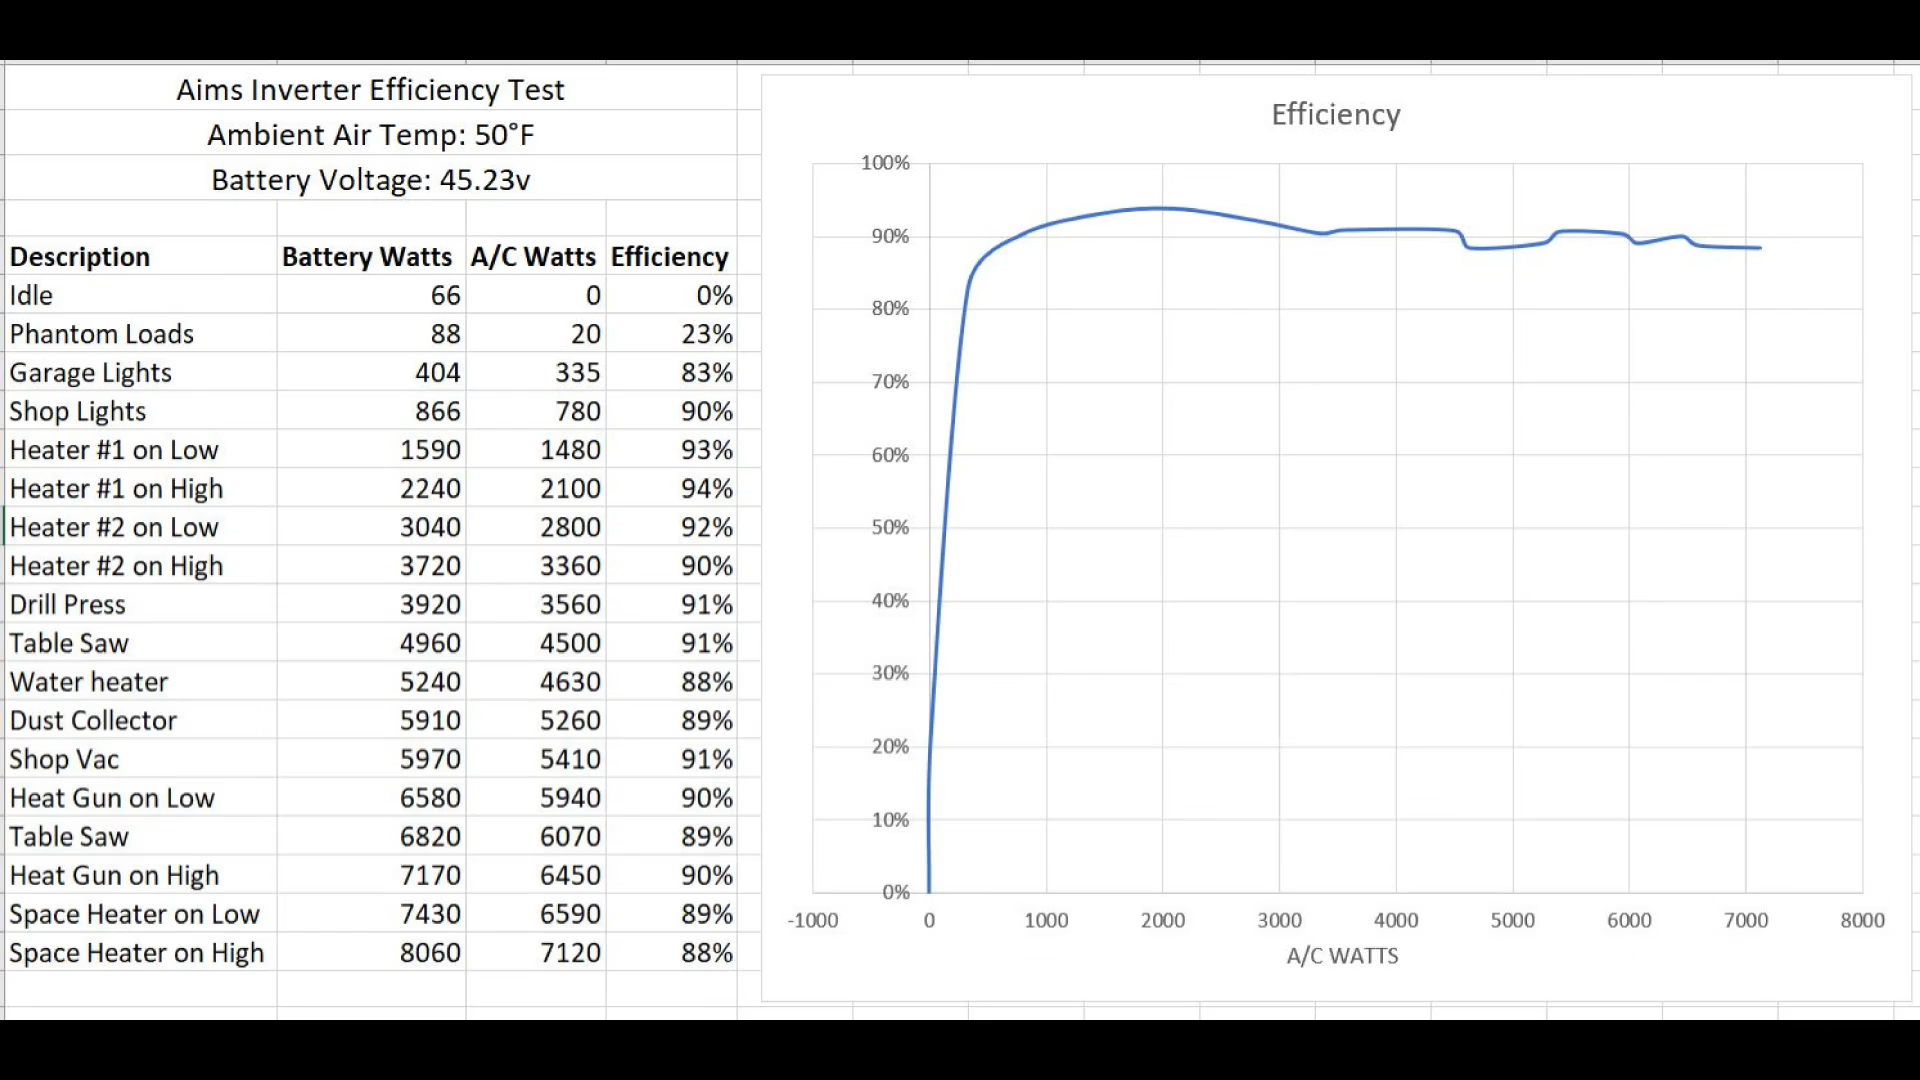 Aims Inverter Efficiency Test
Ambient Air Temp: 50°F
Battery Voltage: 45.23v
Description Battery Watts A/C Watts Efficiency
Idle 66 0 0%
Phantom Loads 88 20 23%
Garage Lights 404 335 83%
Shop Lights 866 780 90%
Heater #1 on Low 1590 1480 93%
Heater #1 on High 2240 2100 94%
Heater #2 on Low 3040 2800 92%
Heater #2 on High 3720 3360 90%
Drill Press 3920 3560 91%
Table Saw 4960 4500 91%
Water heater 5240 4630 88%
Dust Collector 5910 5260 89%
Shop Vac 5970 5410 91%
Heat Gun on Low 6580 5940 90%
Table Saw 6820 6070 89%
Heat Gun on High 7170 6450 90%
Space Heater on Low 7430 6590 89%
Space Heater on High 8060 7120 88%
Efficiency
100%
90%
80%
70%
60%
50%
40%
30%
20%
10%
0%
-1000 0 1000 2000 3000 4000 5000 6000 7000 8000
A/C WATTS